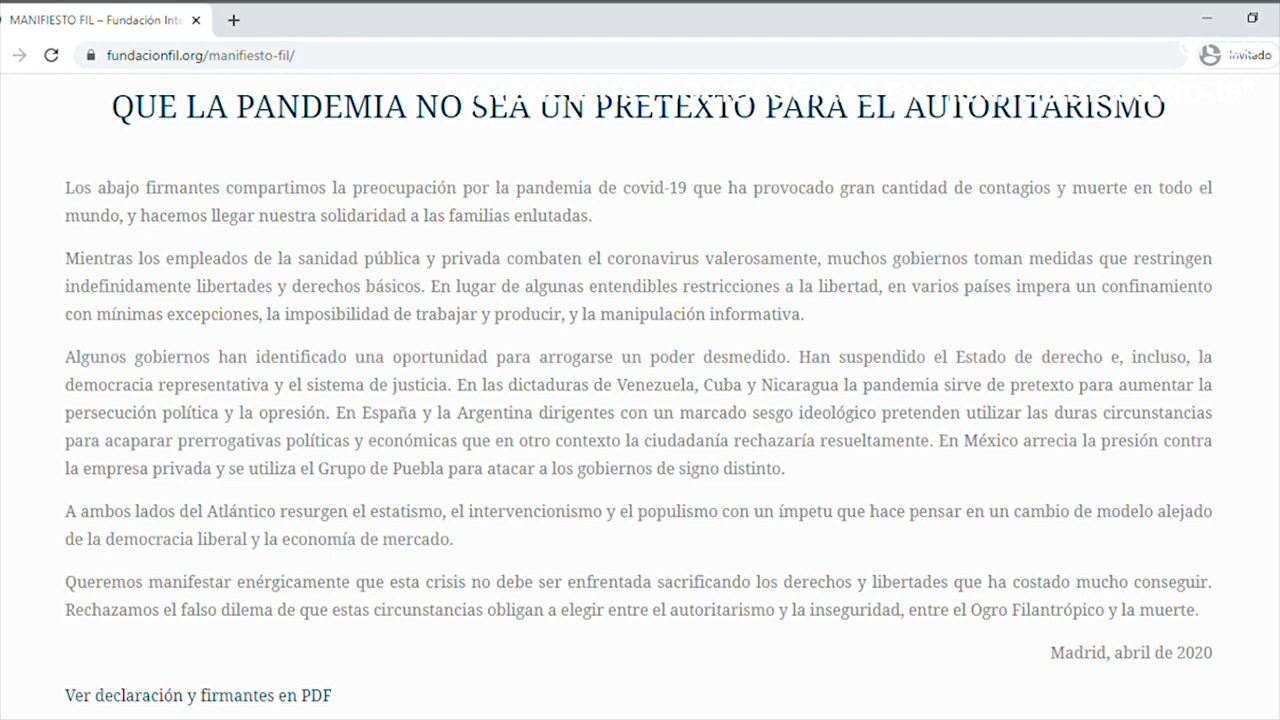 MANIFIESTO FIL – Fundación Inte
fundacionfil.org/manifiesto-fil/
Invitado
QUE LA PANDEMIA NO SEA UN PRETEXTO PARA EL AUTORITARISMO
Los abajo firmantes compartimos la preocupación por la pandemia de covid-19 que ha provocado gran cantidad de contagios y muerte en todo el
mundo, y hacemos llegar nuestra solidaridad a las familias enlutadas.
Mientras los empleados de la sanidad pública y privada combaten el coronavirus valerosamente, muchos gobiernos toman medidas que restringen
indefinidamente libertades y derechos básicos. En lugar de algunas entendibles restricciones a la libertad, en varios países impera un confinamiento
con mínimas excepciones, la imposibilidad de trabajar y producir, y la manipulación informativa.
Algunos gobiernos han identificado una oportunidad para arrogarse un poder desmedido. Han suspendido el Estado de derecho e, incluso, la
democracia representativa y el sistema de justicia. En las dictaduras de Venezuela, Cuba y Nicaragua la pandemia sirve de pretexto para aumentar la
persecución política y la opresión. En España y la Argentina dirigentes con un marcado sesgo ideológico pretenden utilizar las duras circunstancias
para acaparar prerrogativas políticas y económicas que en otro contexto la ciudadanía rechazaría resueltamente. En México arrecia la presión contra
la empresa privada y se utiliza el Grupo de Puebla para atacar a los gobiernos de signo distinto.
A ambos lados del Atlántico resurgen el estatismo, el intervencionismo y el populismo con un ímpetu que hace pensar en un cambio de modelo alejado
de la democracia liberal y la economía de mercado.
Queremos manifestar enérgicamente que esta crisis no debe ser enfrentada sacrificando los derechos y libertades que ha costado mucho conseguir.
Rechazamos el falso dilema de que estas circunstancias obligan a elegir entre el autoritarismo y la inseguridad, entre el Ogro Filantrópico y la muerte.
Madrid, abril de 2020
Ver declaración y firmantes en PDF